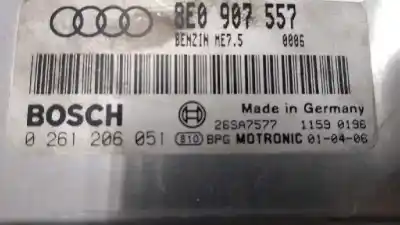 8E0 907 557
BENZIN ME7.5 0006
BOSCH
Made in Germany
26SA7577 1159 0196
0 261 206 051 810 BPG MOTRONIC 01-04-06